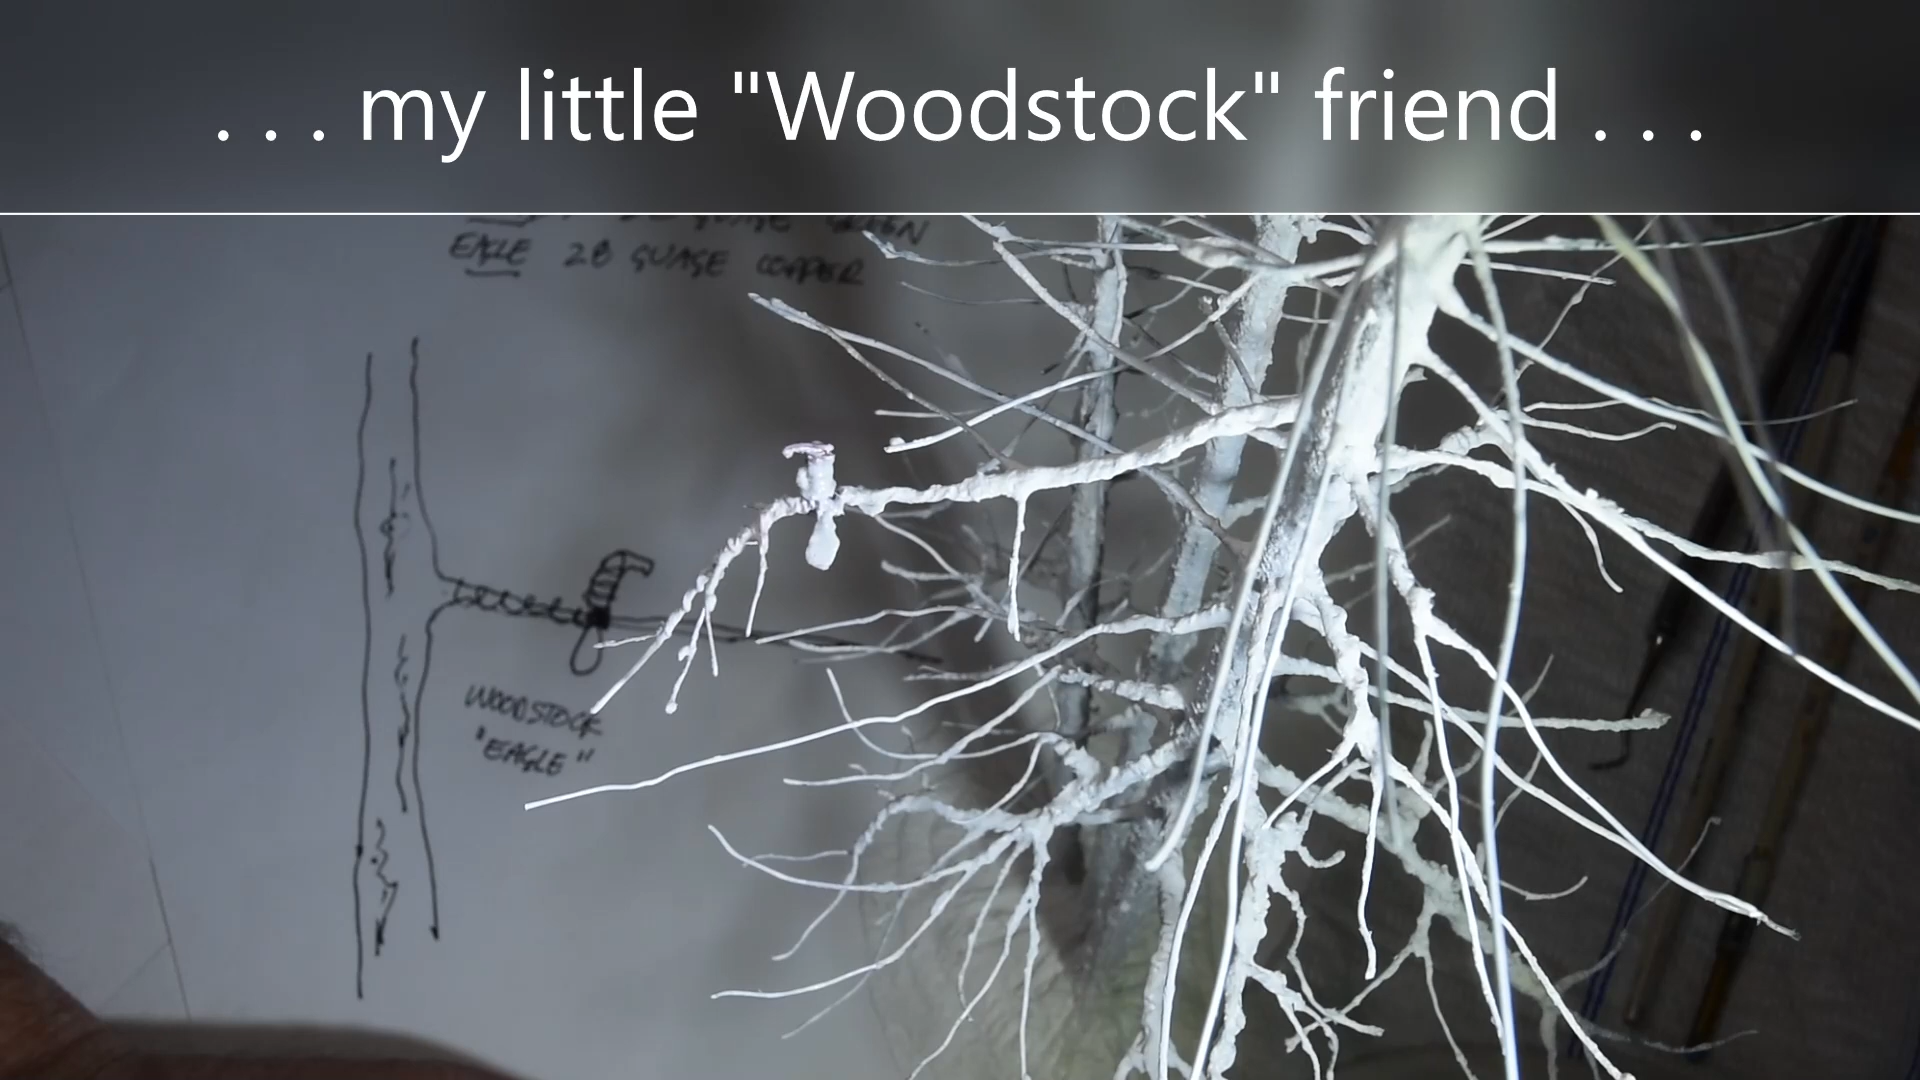 . . . my little "Woodstock" friend . . .
EAGLE 28 GUAGE COPPER
WOODSTOCK
"EAGLE"